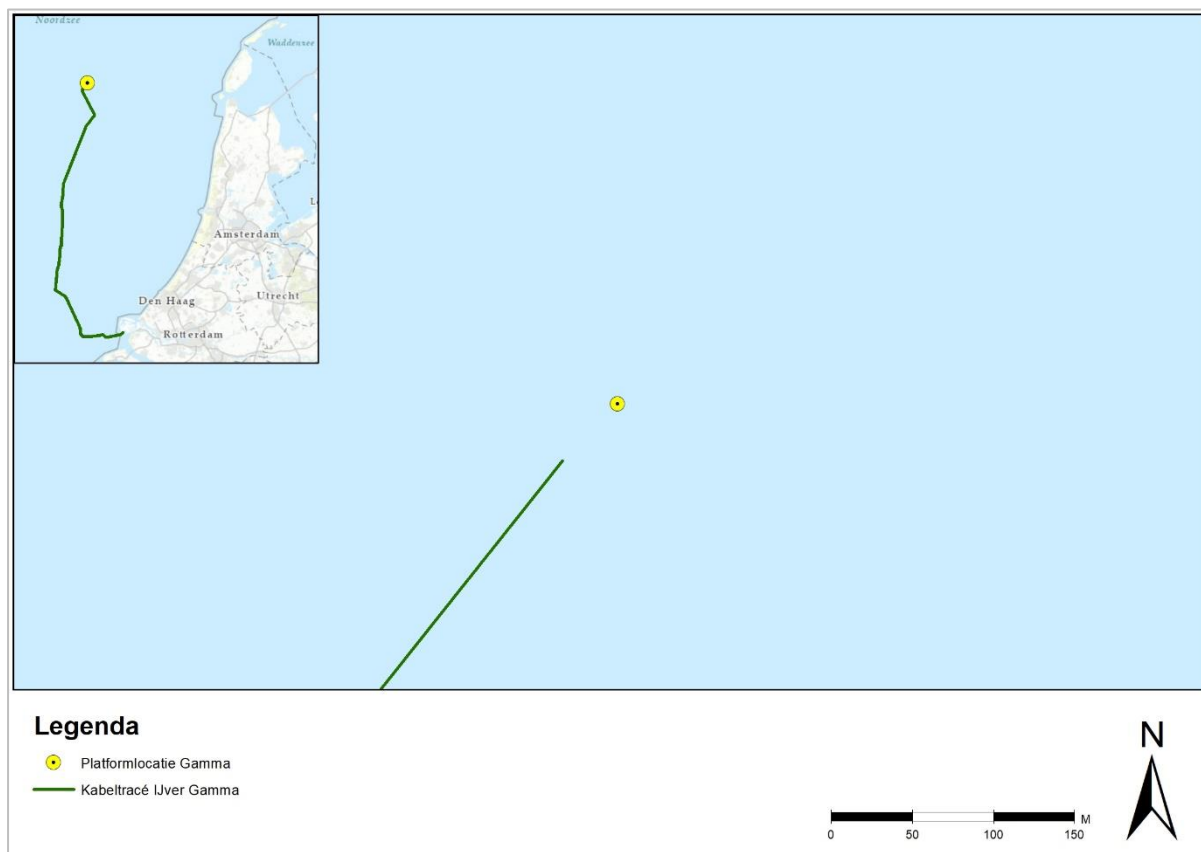 Noordzee
Waddenzee
Amsterdam
Den Haag
Utrecht
Rotterdam
Legenda
Platformlocatie Gamma
Kabeltracé IJver Gamma
N
M
0 50 100 150